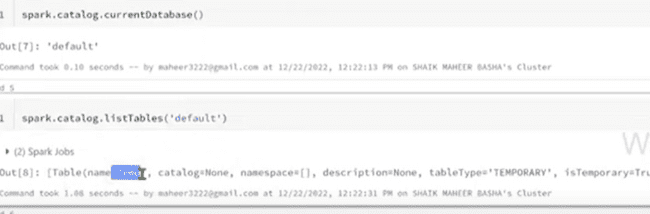 1 spark.catalog.currentDatabase()
Out[7]: 'default'
Command took 0.10 seconds -- by maheer3222@gmail.com at 12/22/2022, 12:22:13 PM on SHAIK MAHEER BASHA's Cluster
d 5
1 spark.catalog.listTables('default')
(2) Spark Jobs
Out[8]: [Table(name , catalog=None, namespace=[], description=None, tableType='TEMPORARY', isTemporary=Tru
Command took 1.08 seconds -- by maheer3222@gmail.com at 12/22/2022, 12:22:31 PM on SHAIK MAHEER BASHA's Cluster